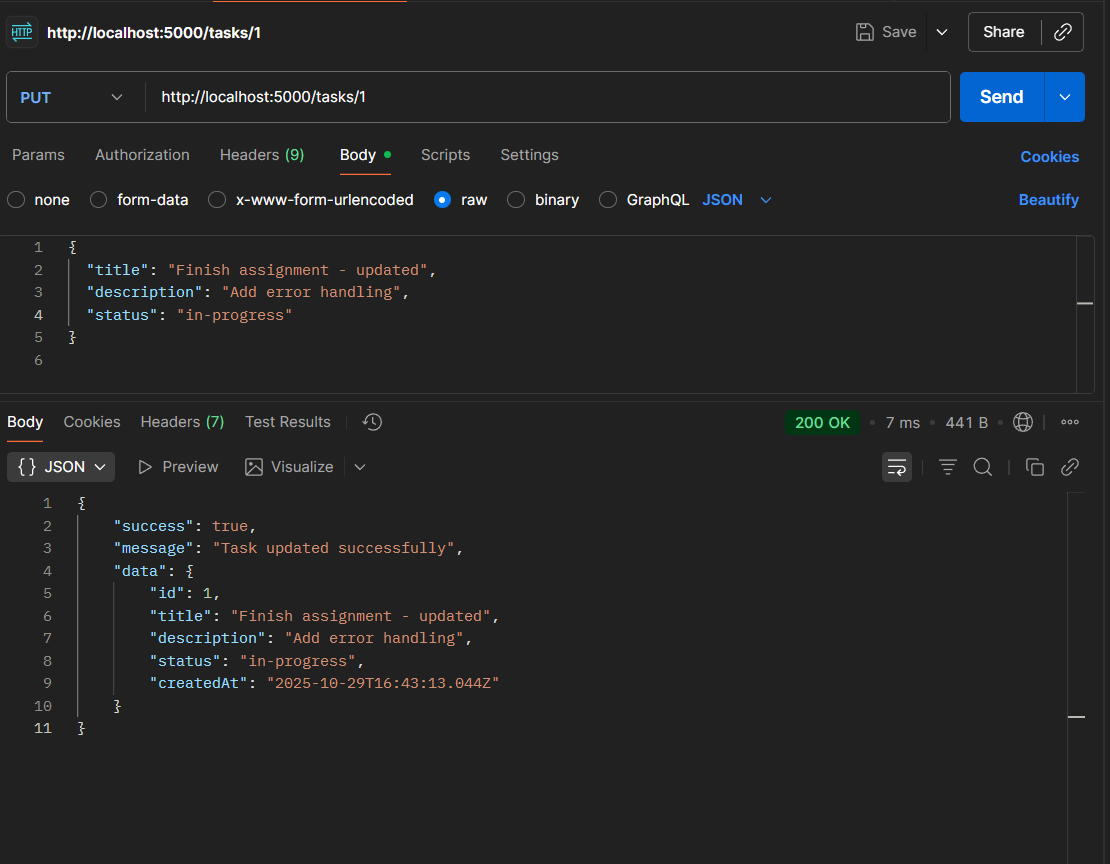 HTTP http://localhost:5000/tasks/1 Save Share
PUT http://localhost:5000/tasks/1 Send
Params Authorization Headers (9) Body Scripts Settings Cookies
none form-data x-www-form-urlencoded raw binary GraphQL JSON Beautify
1 {
2 "title": "Finish assignment - updated",
3 "description": "Add error handling",
4 "status": "in-progress"
5 }
6
Body Cookies Headers (7) Test Results 200 OK • 7 ms • 441 B •
{} JSON Preview Visualize
1 {
2 "success": true,
3 "message": "Task updated successfully",
4 "data": {
5 "id": 1,
6 "title": "Finish assignment - updated",
7 "description": "Add error handling",
8 "status": "in-progress",
9 "createdAt": "2025-10-29T16:43:13.044Z"
10 }
11 }